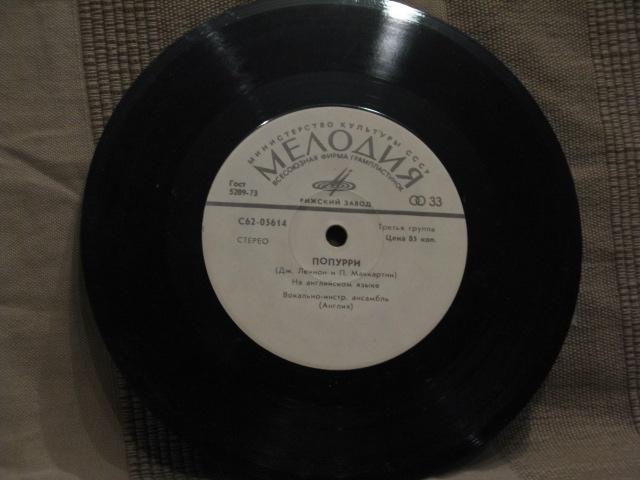 МИНИСТЕРСТВО КУЛЬТУРЫ СССР
МЕЛОДИЯ
ВСЕСОЮЗНАЯ ФИРМА ГРАМПЛАСТИНОК
Гост
5289-73
33
РИЖСКИЙ ЗАВОД
С62-05614
Третья группа
СТЕРЕО
Цена 85 коп.
ПОПУРРИ
(Дж. Леннон и П. Маккартни)
На английском языке
Вокально-инстр. ансамбль
(Англия)